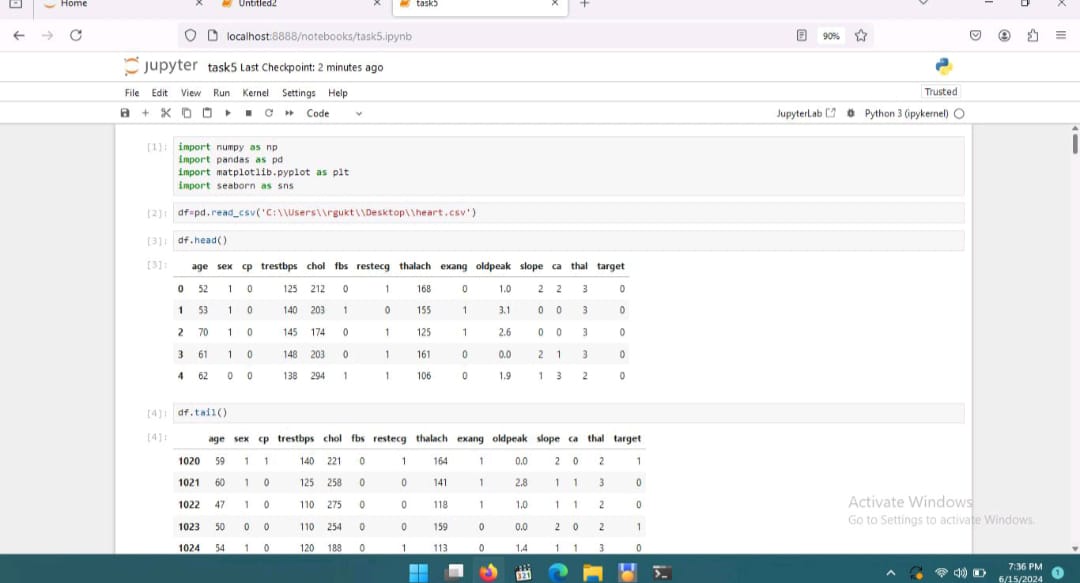 Home
Untitled2
task5
localhost:8888/notebooks/task5.ipynb
90%
jupyter task5 Last Checkpoint: 2 minutes ago
File Edit View Run Kernel Settings Help
Trusted
Code
JupyterLab
Python 3 (ipykernel)
[1]: import numpy as np
import pandas as pd
import matplotlib.pyplot as plt
import seaborn as sns
[2]: df=pd.read_csv('C:\\Users\\rgukt\\Desktop\\heart.csv')
[3]: df.head()
[3]: age sex cp trestbps chol fbs restecg thalach exang oldpeak slope ca thal target
0 52 1 0 125 212 0 1 168 0 1.0 2 2 3 0
1 53 1 0 140 203 1 0 155 1 3.1 0 0 3 0
2 70 1 0 145 174 0 1 125 1 2.6 0 0 3 0
3 61 1 0 148 203 0 1 161 0 0.0 2 1 3 0
4 62 0 0 138 294 1 1 106 0 1.9 1 3 2 0
[4]: df.tail()
[4]: age sex cp trestbps chol fbs restecg thalach exang oldpeak slope ca thal target
1020 59 1 1 140 221 0 1 164 1 0.0 2 0 2 1
1021 60 1 0 125 258 0 0 141 1 2.8 1 1 3 0
1022 47 1 0 110 275 0 0 118 1 1.0 1 1 2 0
1023 50 0 0 110 254 0 0 159 0 0.0 2 0 2 1
1024 54 1 0 120 188 0 1 113 0 1.4 1 1 3 0
Activate Windows
Go to Settings to activate Windows.
321
7:36 PM
6/15/2024
1